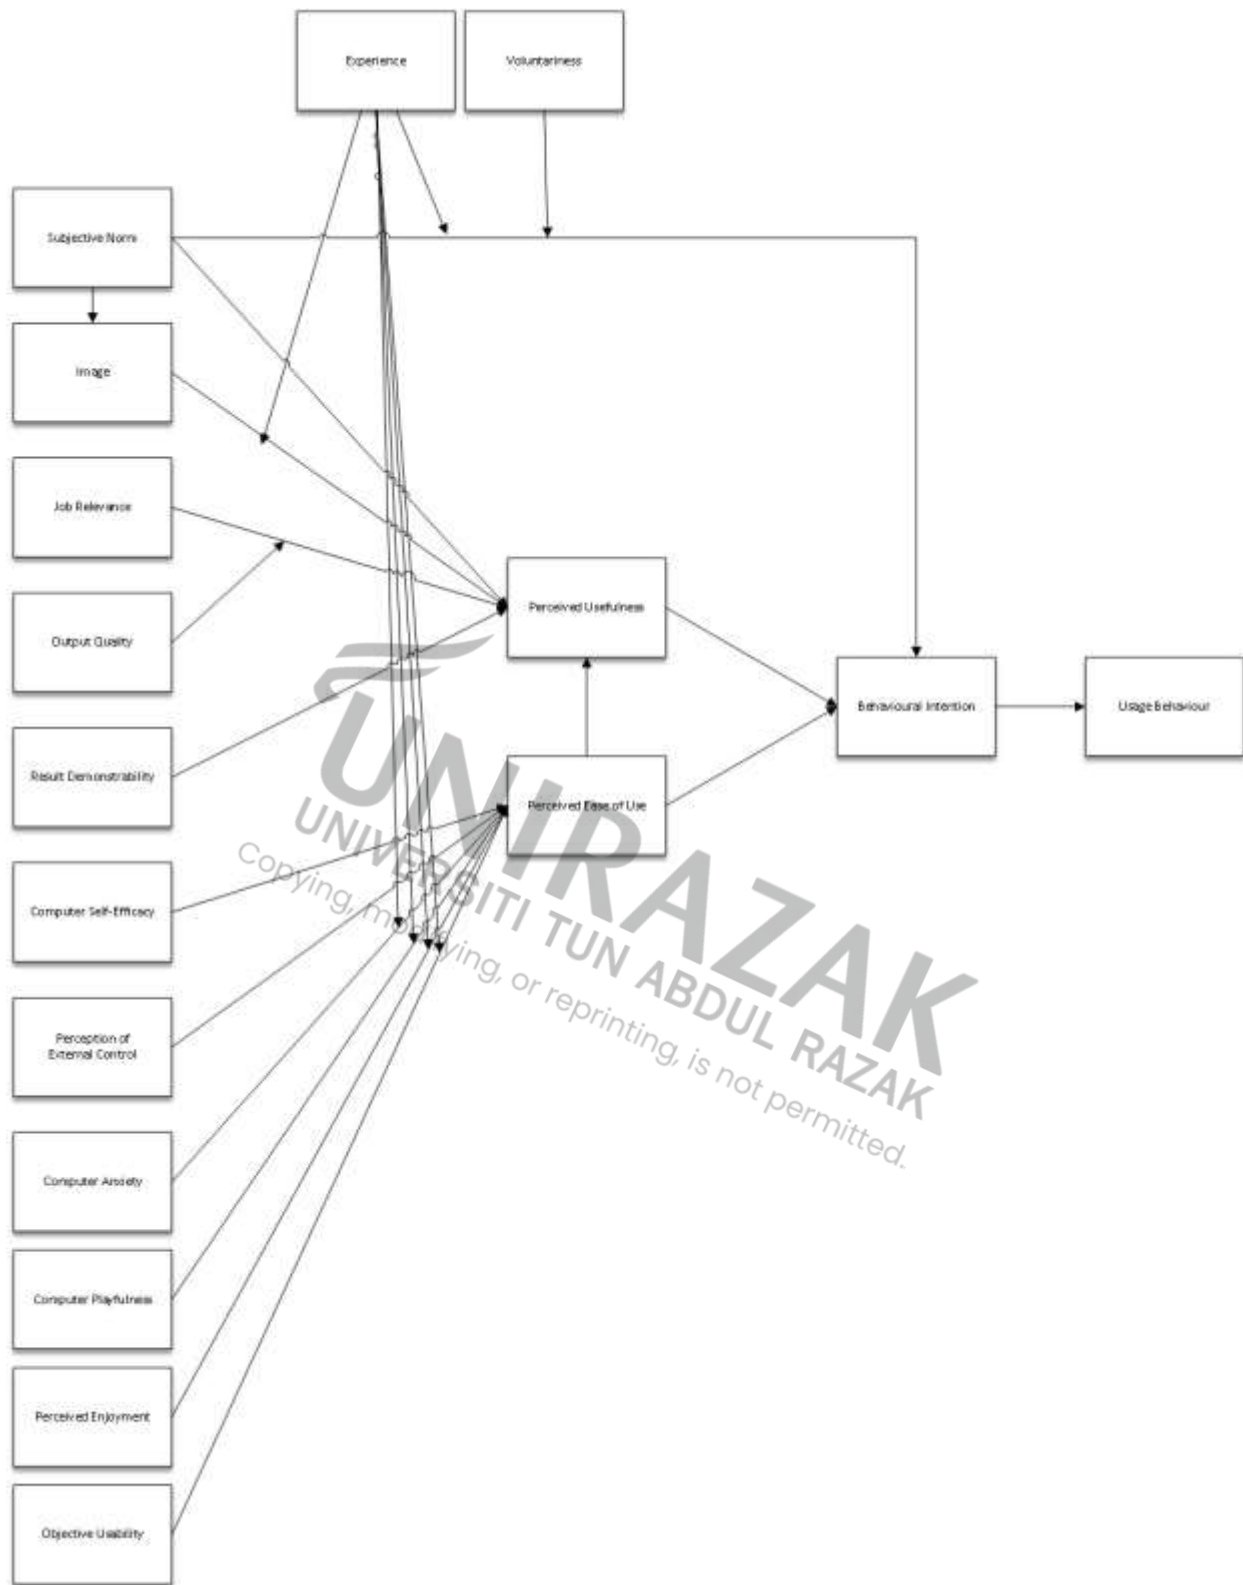 Experience
Voluntariness
Subjective Norm
Image
Job Relevance
Output Quality
Perceived Usefulness
Behavioural Intention
Usage Behaviour
Result Demonstrability
Perceived Ease of Use
Computer Self-Efficacy
Perception of
External Control
Computer Anxiety
Computer Playfulness
Perceived Enjoyment
Objective Usability
UNIRAZAK
UNIVERSITI TUN ABDUL RAZAK
Copying, modifying, or reprinting, is not permitted.